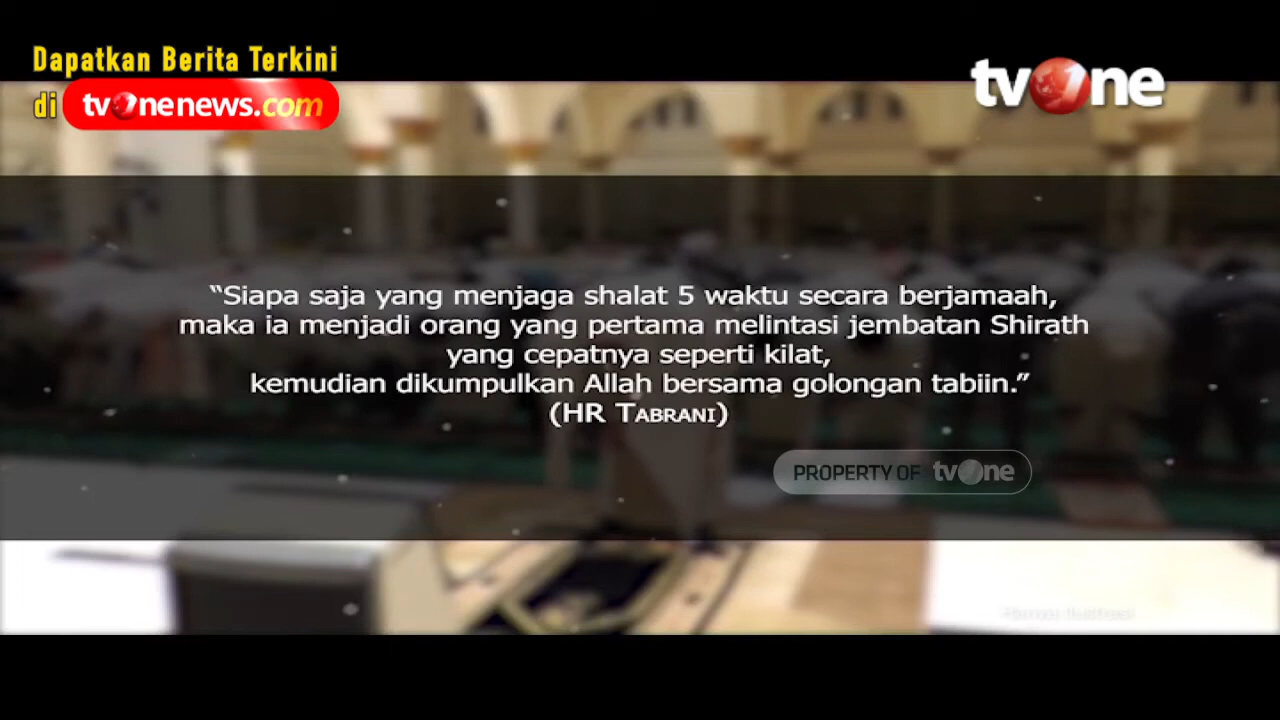 Dapatkan Berita Terkini
di tvOnenews.com
tvOne
“Siapa saja yang menjaga shalat 5 waktu secara berjamaah,
maka ia menjadi orang yang pertama melintasi jembatan Shirath
yang cepatnya seperti kilat,
kemudian dikumpulkan Allah bersama golongan tabiin.”
(HR TABRANI)
PROPERTY OF tvOne
Hanya Ilustrasi